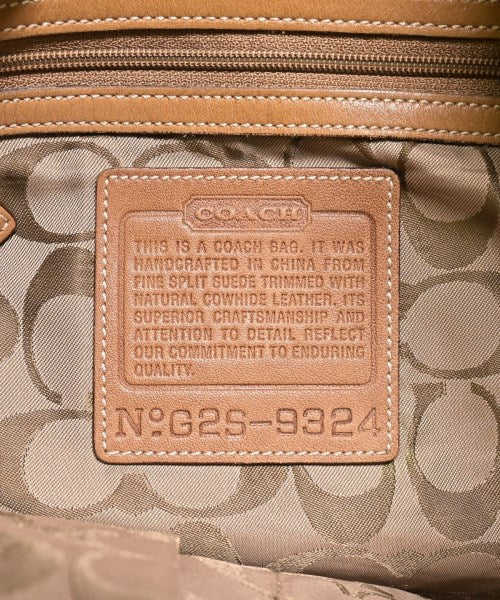 COACH
THIS IS A COACH BAG. IT WAS
HANDCRAFTED IN CHINA FROM
FINE SPLIT SUEDE TRIMMED WITH
NATURAL COWHIDE LEATHER. ITS
SUPERIOR CRAFTSMANSHIP AND
ATTENTION TO DETAIL REFLECT
OUR COMMITMENT TO ENDURING
QUALITY.
Nº G2S-9324